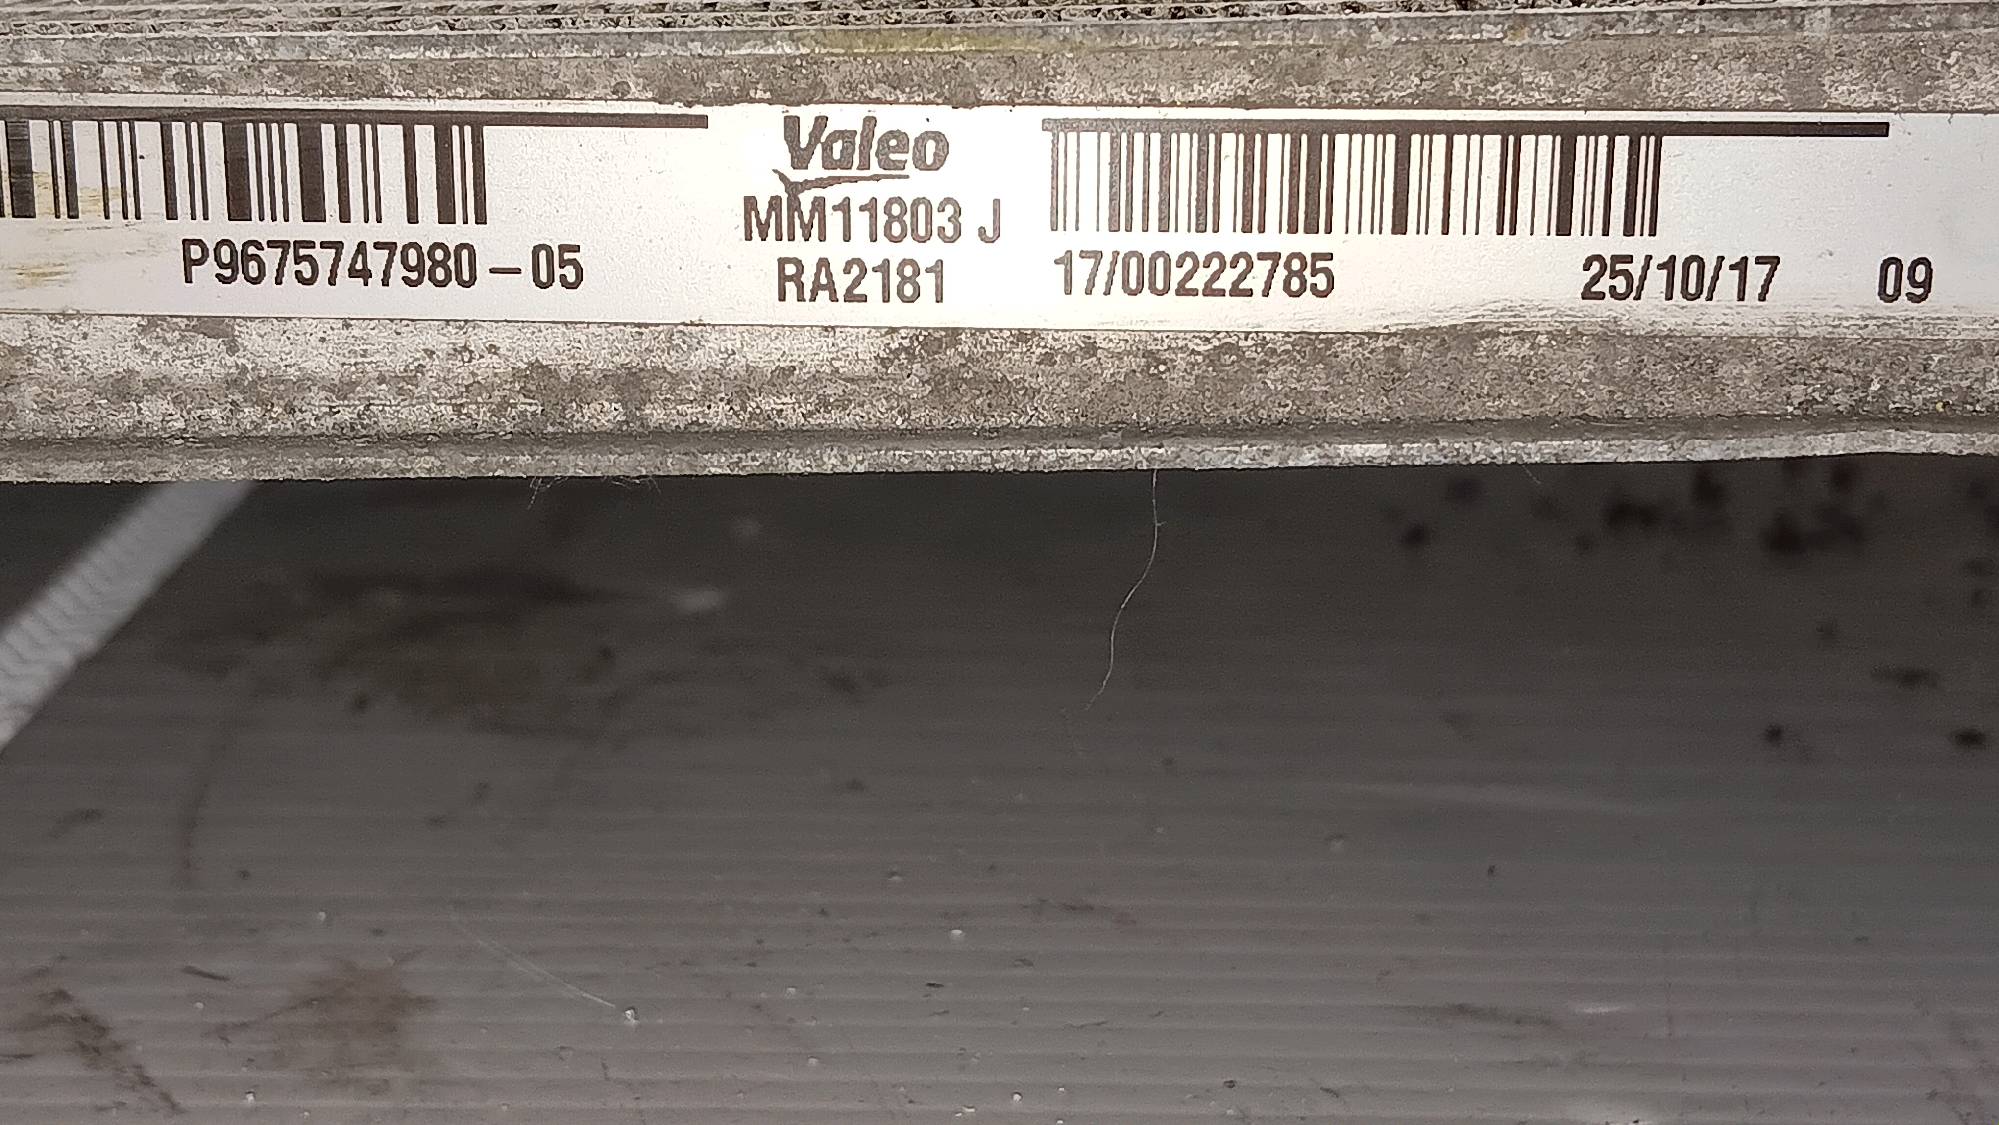 Valeo
MM11803 J
P9675747980-05 RA2181 17/00222785 25/10/17 09